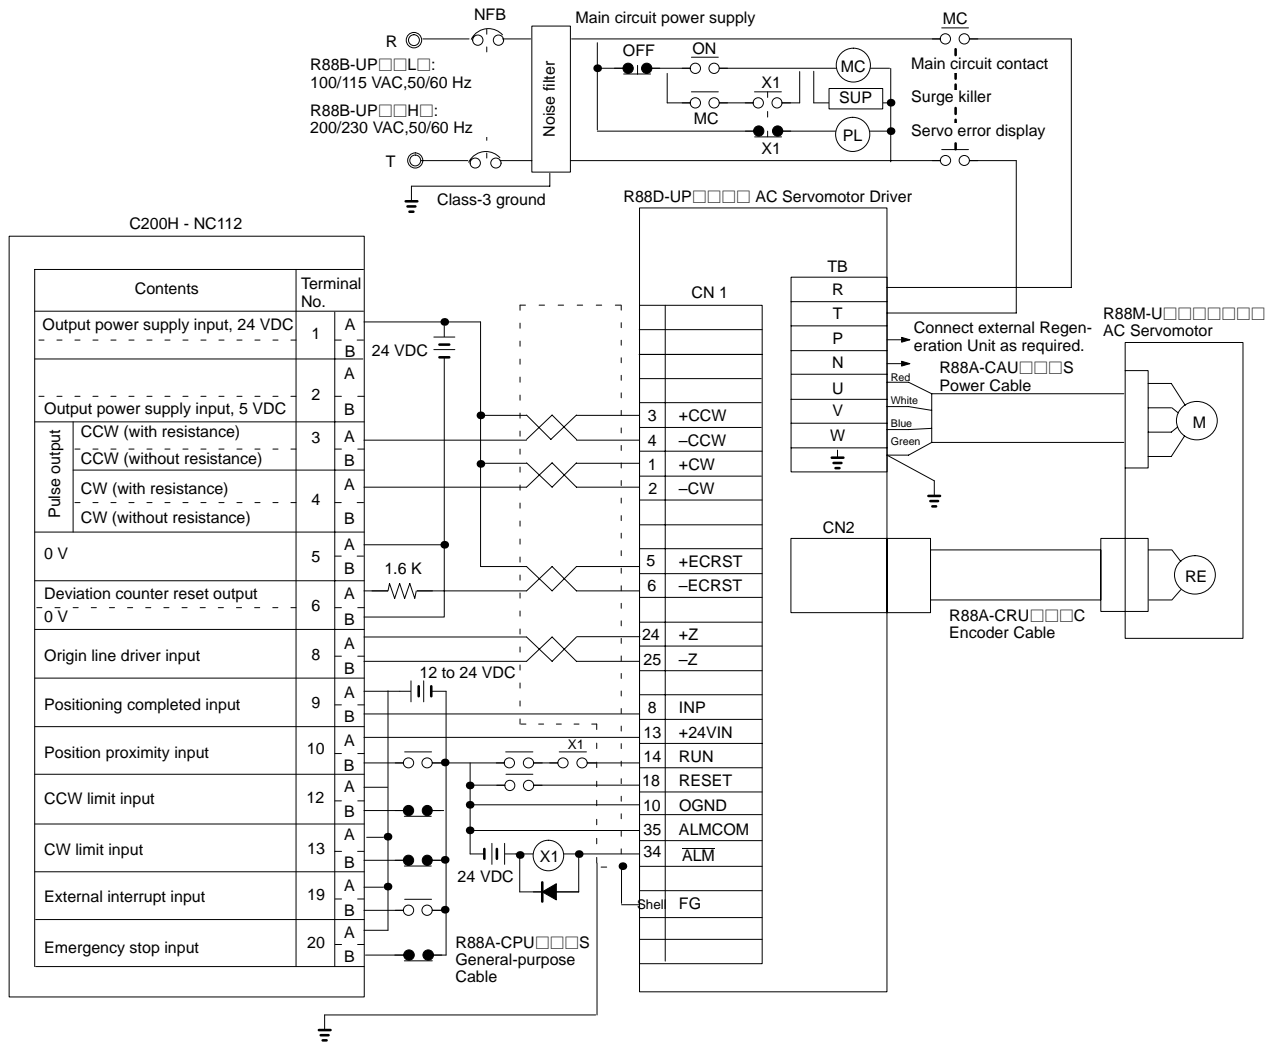 NFB
Main circuit power supply
MC
R
OFF
ON
R88B-UP□□L□:
100/115 VAC,50/60 Hz
Noise filter
MC
Main circuit contact
X1
SUP
Surge killer
R88B-UP□□H□:
200/230 VAC,50/60 Hz
MC
PL
Servo error display
X1
T
Class-3 ground
R88D-UP□□□□ AC Servomotor Driver
C200H - NC112
Contents
Terminal No.
Output power supply input, 24 VDC
1
A
B
24 VDC
2
A
B
Output power supply input, 5 VDC
Pulse output
CCW (with resistance)
3
A
CCW (without resistance)
B
CW (with resistance)
4
A
CW (without resistance)
B
0 V
5
A
B
1.6 K
Deviation counter reset output
6
A
0 V
B
Origin line driver input
8
A
B
12 to 24 VDC
Positioning completed input
9
A
B
Position proximity input
10
A
B
X1
CCW limit input
12
A
B
CW limit input
13
A
B
External interrupt input
19
A
B
Emergency stop input
20
A
B
24 VDC
X1
R88A-CPU□□□S
General-purpose
Cable
CN 1
3 +CCW
4 –CCW
1 +CW
2 –CW
5 +ECRST
6 –ECRST
24 +Z
25 –Z
8 INP
13 +24VIN
14 RUN
18 RESET
10 OGND
35 ALMCOM
34 ALM
Shell FG
TB
R
T
P
N
U
V
W
Connect external Regen-
eration Unit as required.
Red
White
Blue
Green
R88A-CAU□□□S
Power Cable
R88M-U□□□□□□□
AC Servomotor
M
CN2
RE
R88A-CRU□□□C
Encoder Cable